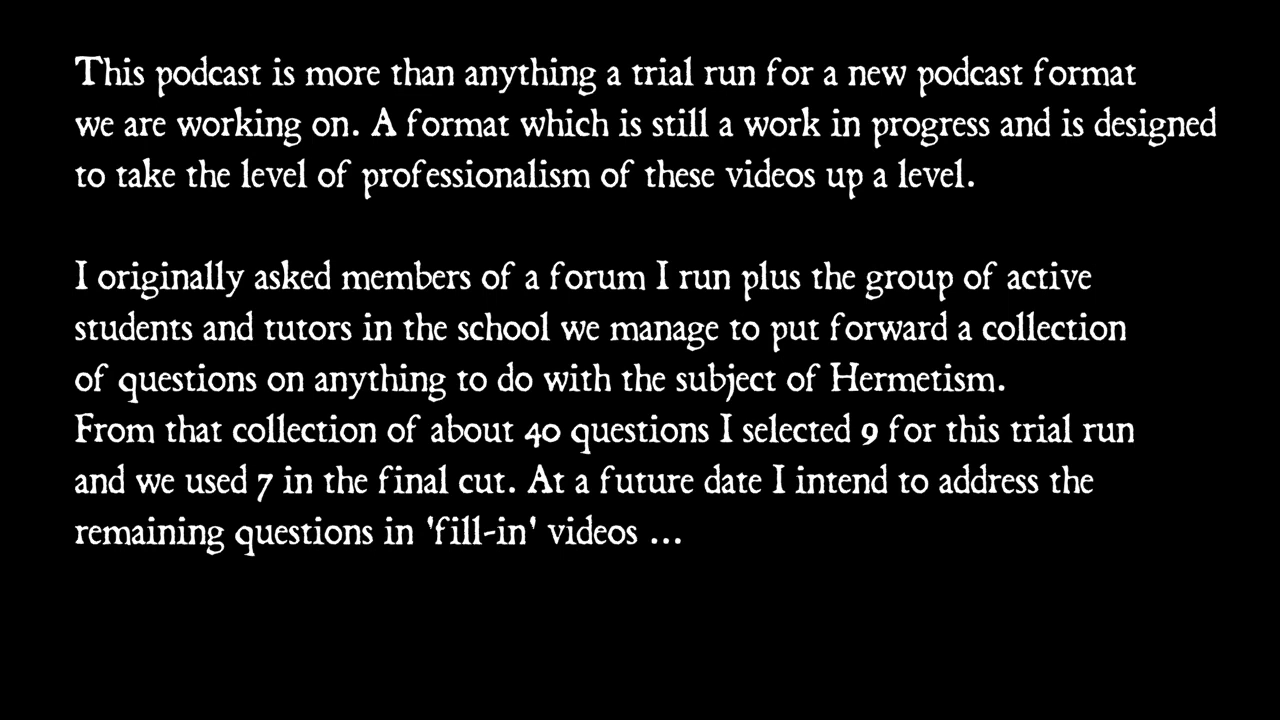 This podcast is more than anything a trial run for a new podcast format
we are working on. A format which is still a work in progress and is designed
to take the level of professionalism of these videos up a level.
I originally asked members of a forum I run plus the group of active
students and tutors in the school we manage to put forward a collection
of questions on anything to do with the subject of Hermetism.
From that collection of about 40 questions I selected 9 for this trial run
and we used 7 in the final cut. At a future date I intend to address the
remaining questions in 'fill-in' videos ...